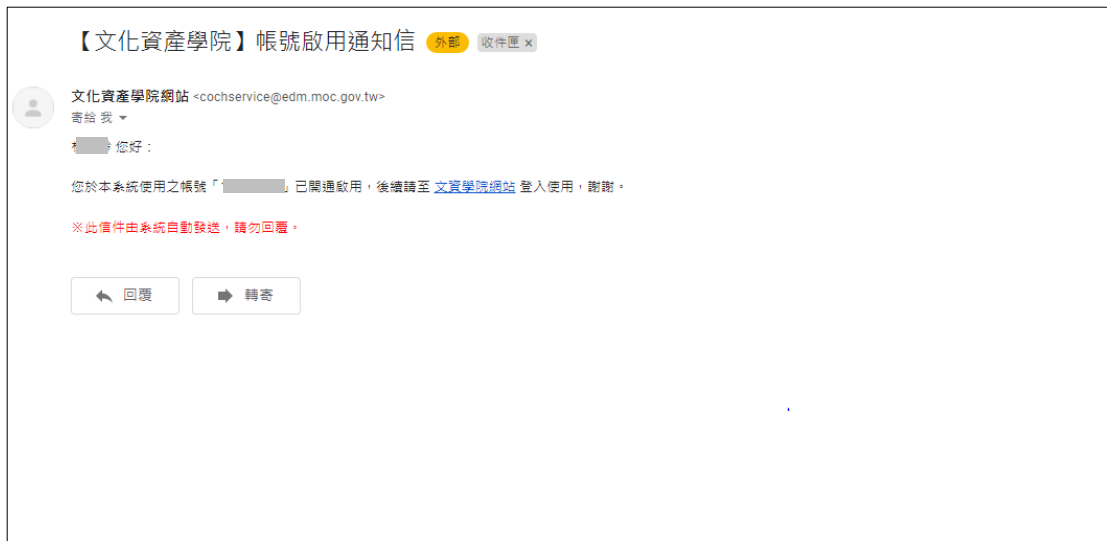 【文化資產學院】帳號啟用通知信 外部 收件匣 x
文化資產學院網站 <cochservice@edm.moc.gov.tw>
寄給 我
您好：
您於本系統使用之帳號「」已開通啟用，後續請至 文資學院網站 登入使用，謝謝。
※此信件由系統自動發送，請勿回覆。
回覆 轉寄